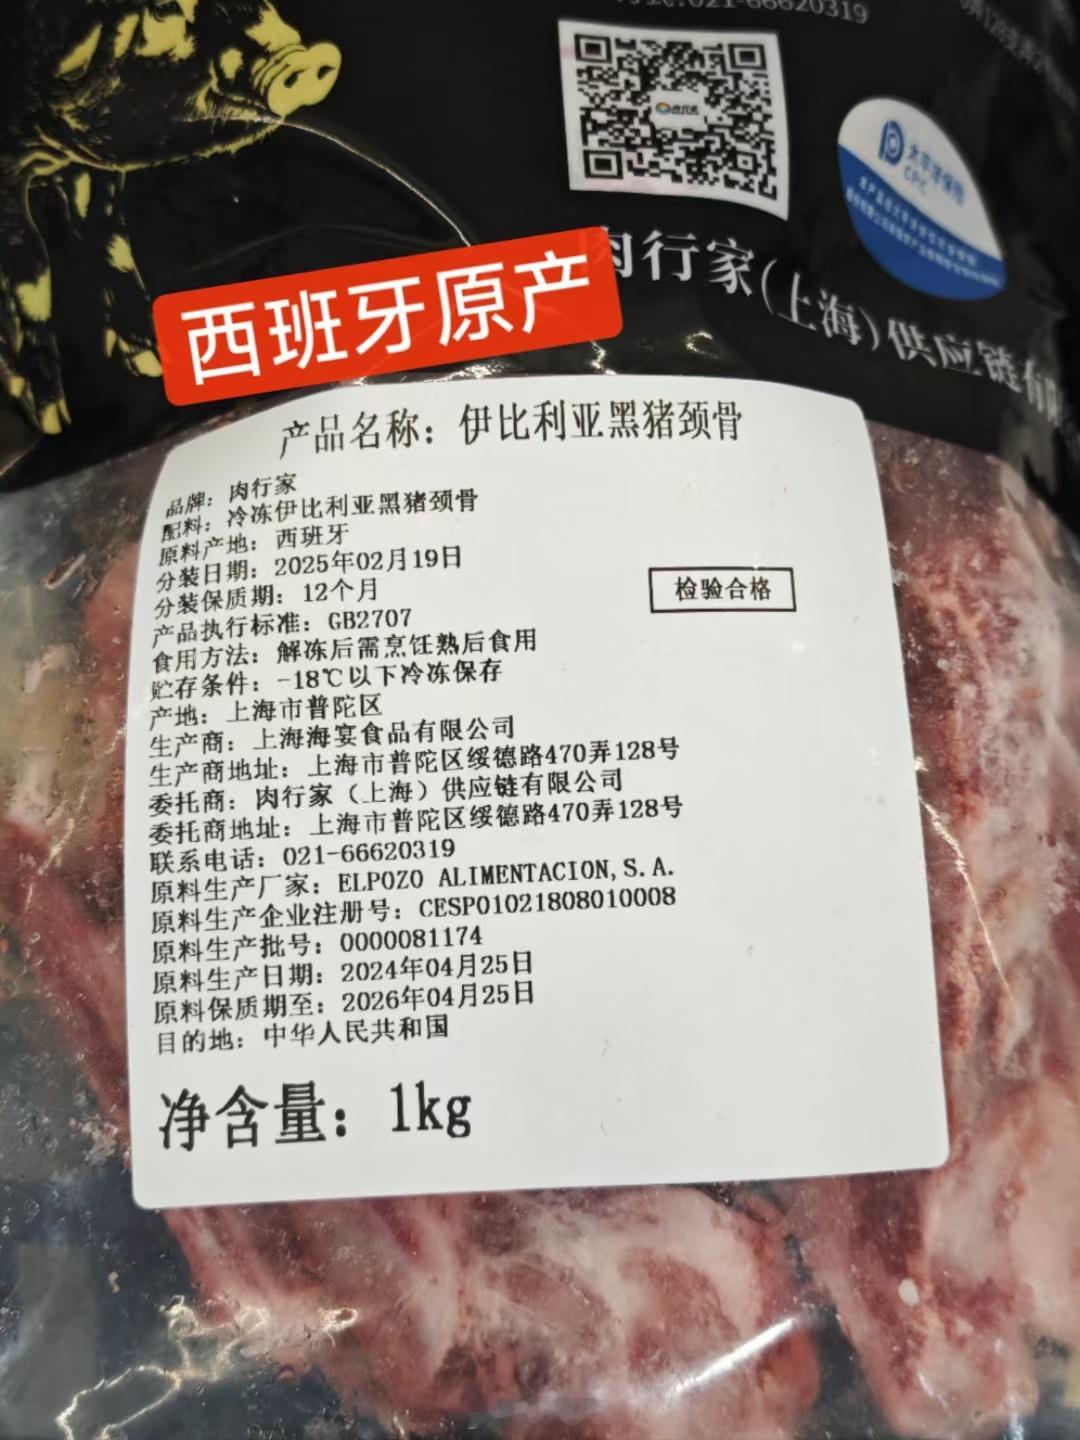 021-66620319
太平洋保险
CPIC
肉行家(上海)供应链有限
西班牙原产
产品名称：伊比利亚黑猪颈骨
品牌：肉行家
配料：冷冻伊比利亚黑猪颈骨
原料产地：西班牙
分装日期：2025年02月19日
分装保质期：12个月
检验合格
产品执行标准：GB2707
食用方法：解冻后需烹饪熟后食用
贮存条件：-18℃以下冷冻保存
产地：上海市普陀区
生产商：上海海宴食品有限公司
生产商地址：上海市普陀区绥德路470弄128号
委托商：肉行家（上海）供应链有限公司
委托商地址：上海市普陀区绥德路470弄128号
联系电话：021-66620319
原料生产厂家：ELPOZO ALIMENTACION,S.A.
原料生产企业注册号：CESP01021808010008
原料生产批号：0000081174
原料生产日期：2024年04月25日
原料保质期至：2026年04月25日
目的地：中华人民共和国
净含量：1kg